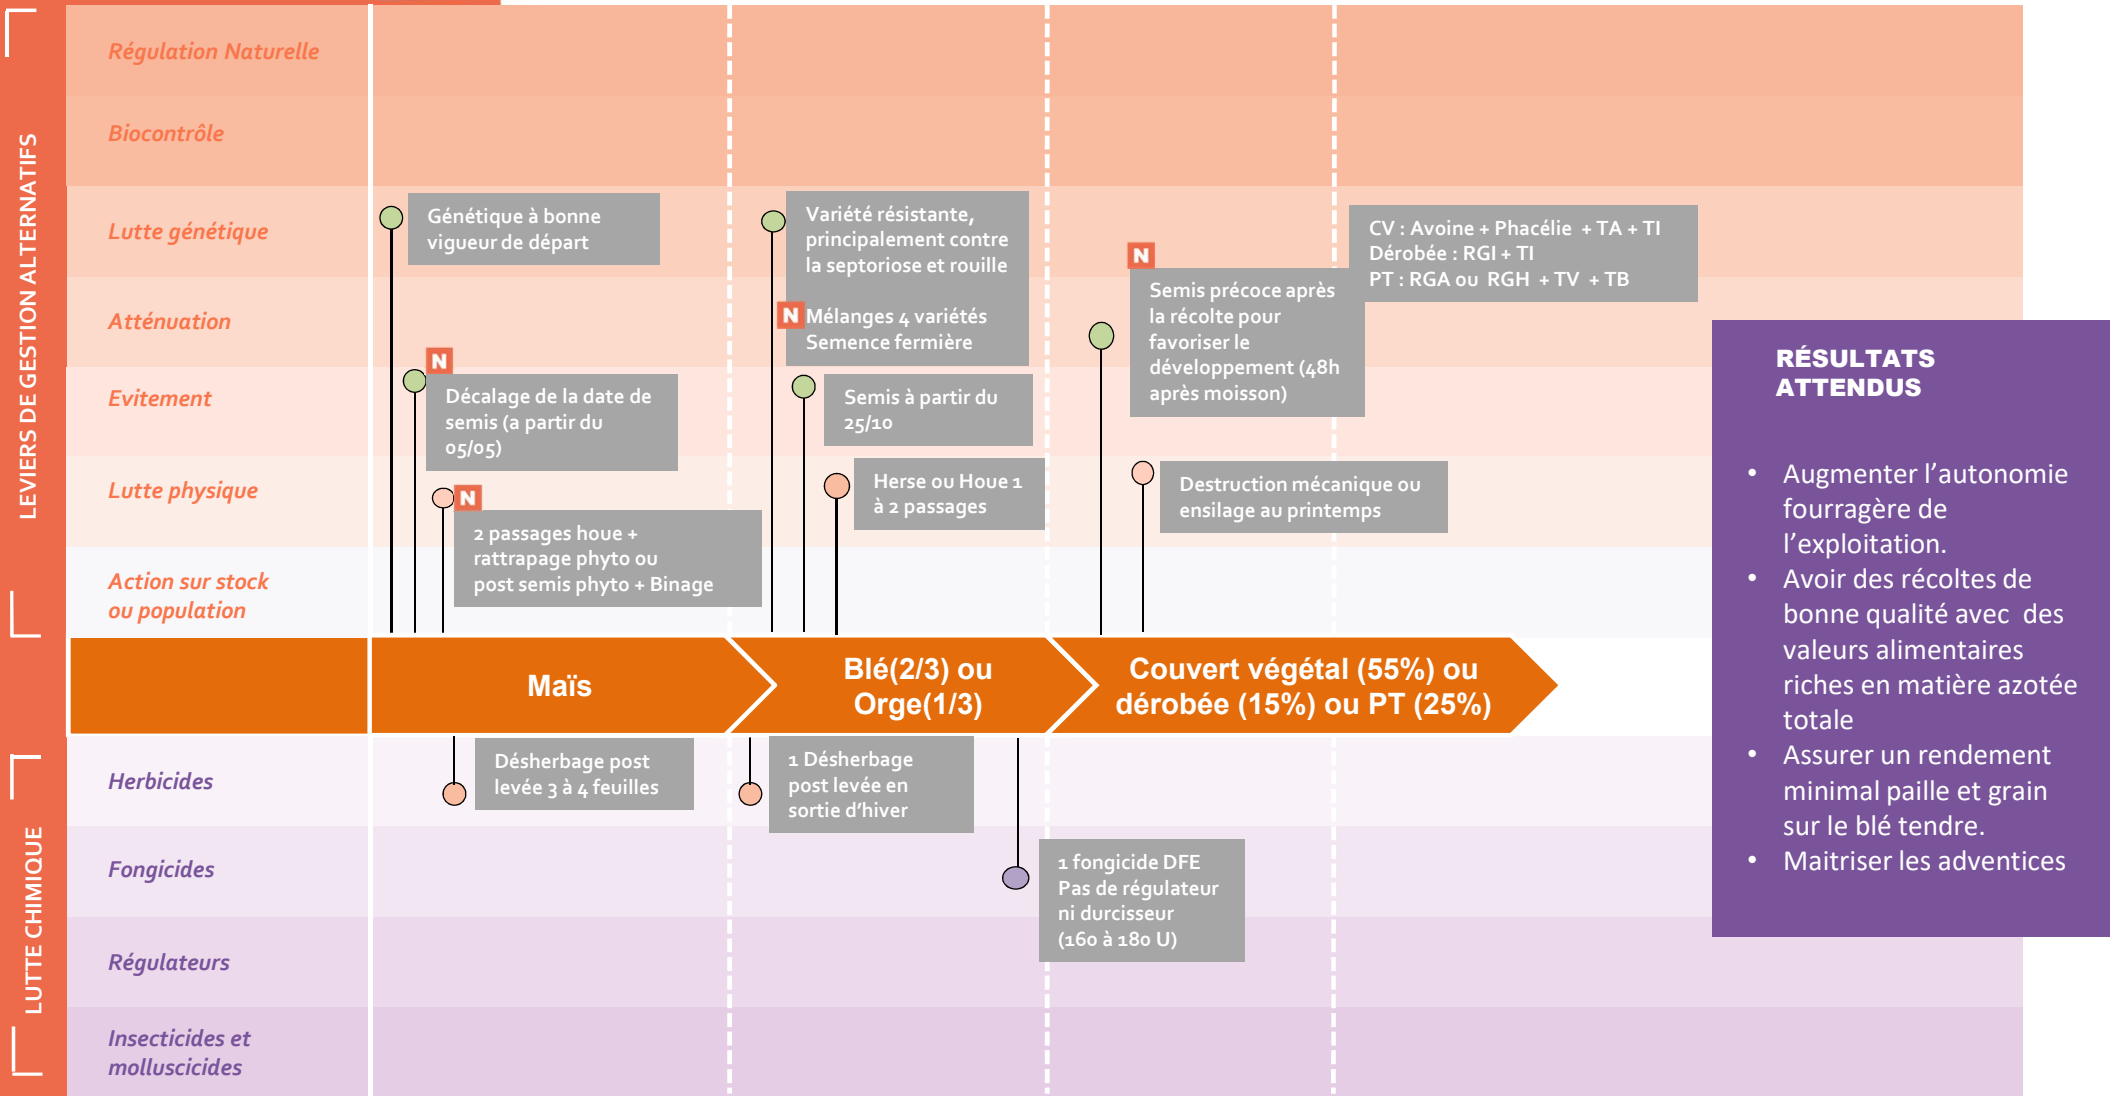 LEVIERS DE GESTION ALTERNATIFS
Régulation Naturelle
Biocontrôle
Lutte génétique
Atténuation
Evitement
Lutte physique
Action sur stock
ou population
Génétique à bonne
vigueur de départ
N
Décalage de la date de
semis (a partir du
05/05)
N
2 passages houe +
rattrapage phyto ou
post semis phyto + Binage
Variété résistante,
principalement contre
la septoriose et rouille
N
Mélanges 4 variétés
Semence fermière
Semis à partir du
25/10
Herse ou Houe 1
à 2 passages
N
Semis précoce après
la récolte pour
favoriser le
développement (48h
après moisson)
CV : Avoine + Phacélie + TA + TI
Dérobée : RGI + TI
PT : RGA ou RGH + TV + TB
Destruction mécanique ou
ensilage au printemps
Maïs
Blé(2/3) ou
Orge(1/3)
Couvert végétal (55%) ou
dérobée (15%) ou PT (25%)
LUTTE CHIMIQUE
Herbicides
Fongicides
Régulateurs
Insecticides et
molluscicides
Désherbage post
levée 3 à 4 feuilles
1 Désherbage
post levée en
sortie d'hiver
1 fongicide DFE
Pas de régulateur
ni durcisseur
(160 à 180 U)
RÉSULTATS
ATTENDUS
• Augmenter l'autonomie
fourragère de
l'exploitation.
• Avoir des récoltes de
bonne qualité avec des
valeurs alimentaires
riches en matière azotée
totale
• Assurer un rendement
minimal paille et grain
sur le blé tendre.
• Maitriser les adventices